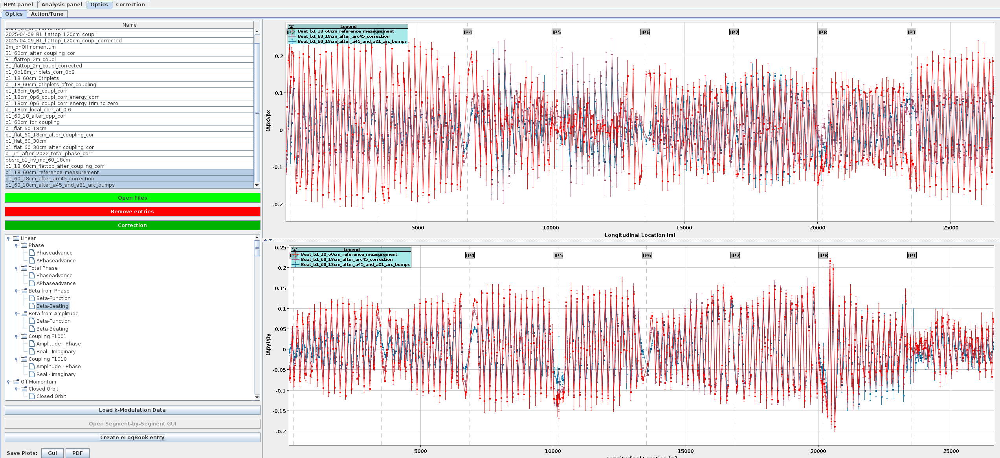 BPM panel Analysis panel Optics Correction
Optics Action/Tune
Name
2025-04-09_B1_flattop_120cm_coupl
2025-04-09_B1_flattop_120cm_coupl_corrected
2m_onOffmomentum
B1_60cm_after_coupling_cor
B1_flattop_2m_coupl
B1_flattop_2m_coupl_corrected
b1_0p18m_triplets_corr_0p2
b1_18_60cm_0triplets
b1_18_60cm_0triplets_after_coupling
b1_18cm_0p6_coupl_corr
b1_18cm_0p6_coupl_corr_energy_corr
b1_18cm_0p6_coupl_corr_energy_trim_to_zero
b1_18cm_local_corr_at_0.6
b1_60_18_after_dpp_cor
b1_60cm_for_coupling
b1_flat_60_18cm
b1_flat_60_18cm_after_coupling_cor
b1_flat_60_30cm
b1_flat_60_30cm_after_coupling_cor
b1_inj_after_2022_total_phase_corr
bbsrc_b1_hv_md_60_18cm
b1_18_60cm_flattop_after_coupling_corr
b1_18_60cm_reference_measurement
b1_60_18cm_after_arc45_correction
b1_60_18cm_after_a45_and_a81_arc_bumps
Open Files
Remove entries
Correction
Linear
Phase
Phaseadvance
ΔPhaseadvance
Total Phase
Phaseadvance
ΔPhaseadvance
Beta from Phase
Beta-Function
Beta-Beating
Beta from Amplitude
Beta-Function
Beta-Beating
Coupling F1001
Amplitude - Phase
Real - Imaginary
Coupling F1010
Amplitude - Phase
Real - Imaginary
Off-Momentum
Closed Orbit
Closed Orbit
Load k-Modulation Data
Open Segment-by-Segment GUI
Create eLogBook entry
Save Plots: Gui PDF
Legend
Beat_b1_18_60cm_reference_measurement
Beat_b1_60_18cm_after_arc45_correction
Beat_b1_60_18cm_after_a45_and_a81_arc_bumps
IP2 IP3 IP4 IP5 IP6 IP7 IP8 IP1
0.2
0.1
0
-0.1
-0.2
(Δβx)/βx
5000 10000 15000 20000 25000
Longitudinal Location [m]
Legend
Beat_b1_18_60cm_reference_measurement
Beat_b1_60_18cm_after_arc45_correction
Beat_b1_60_18cm_after_a45_and_a81_arc_bumps
IP2 IP3 IP4 IP5 IP6 IP7 IP8 IP1
0.25
0.2
0.15
0.1
0.05
0
-0.05
-0.1
-0.15
-0.2
(Δβy)/βy
5000 10000 15000 20000 25000
Longitudinal Location [m]